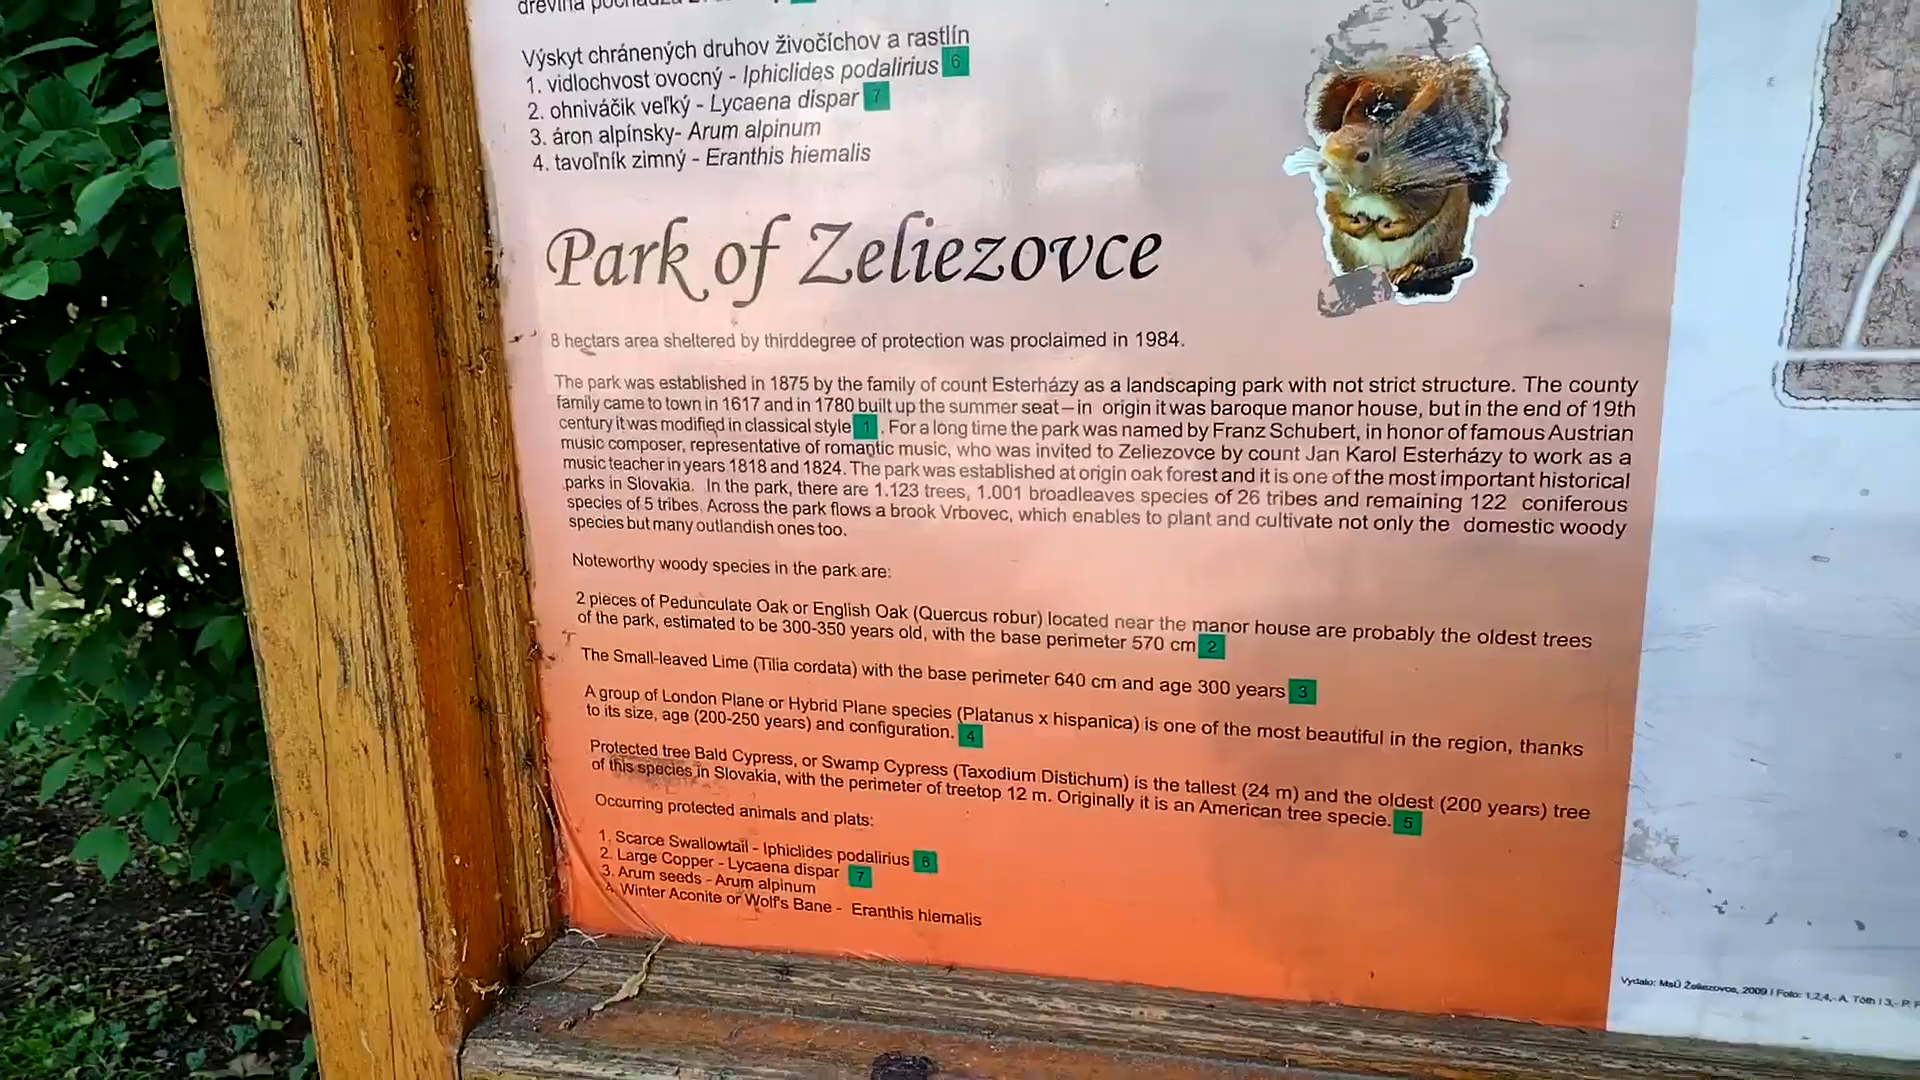 drevina pochádza
Výskyt chránených druhov živočíchov a rastlín
1. vidlochvost ovocný - Iphiclides podalirius 6
2. ohniváčik veľký - Lycaena dispar 7
3. áron alpínsky- Arum alpinum
4. tavoľník zimný - Eranthis hiemalis
Park of Zeliezovce
8 hectars area sheltered by thirddegree of protection was proclaimed in 1984.
The park was established in 1875 by the family of count Esterházy as a landscaping park with not strict structure. The county
family came to town in 1617 and in 1780 built up the summer seat – in origin it was baroque manor house, but in the end of 19th
century it was modified in classical style 1 . For a long time the park was named by Franz Schubert, in honor of famous Austrian
music composer, representative of romantic music, who was invited to Zeliezovce by count Jan Karol Esterházy to work as a
music teacher in years 1818 and 1824. The park was established at origin oak forest and it is one of the most important historical
parks in Slovakia. In the park, there are 1.123 trees, 1.001 broadleaves species of 26 tribes and remaining 122 coniferous
species of 5 tribes. Across the park flows a brook Vrbovec, which enables to plant and cultivate not only the domestic woody
species but many outlandish ones too.
Noteworthy woody species in the park are:
2 pieces of Pedunculate Oak or English Oak (Quercus robur) located near the manor house are probably the oldest trees
of the park, estimated to be 300-350 years old, with the base perimeter 570 cm 2
The Small-leaved Lime (Tilia cordata) with the base perimeter 640 cm and age 300 years 3
A group of London Plane or Hybrid Plane species (Platanus x hispanica) is one of the most beautiful in the region, thanks
to its size, age (200-250 years) and configuration. 4
Protected tree Bald Cypress, or Swamp Cypress (Taxodium Distichum) is the tallest (24 m) and the oldest (200 years) tree
of this species in Slovakia, with the perimeter of treetop 12 m. Originally it is an American tree specie. 5
Occurring protected animals and plats:
1. Scarce Swallowtail - Iphiclides podalirius 6
2. Large Copper - Lycaena dispar 7
3. Arum seeds - Arum alpinum
4. Winter Aconite or Wolf's Bane - Eranthis hiemalis
Vydalo: MsÚ Želiezovce, 2009 / Foto: 1,2,4,- A. Tóth / 3,- P.